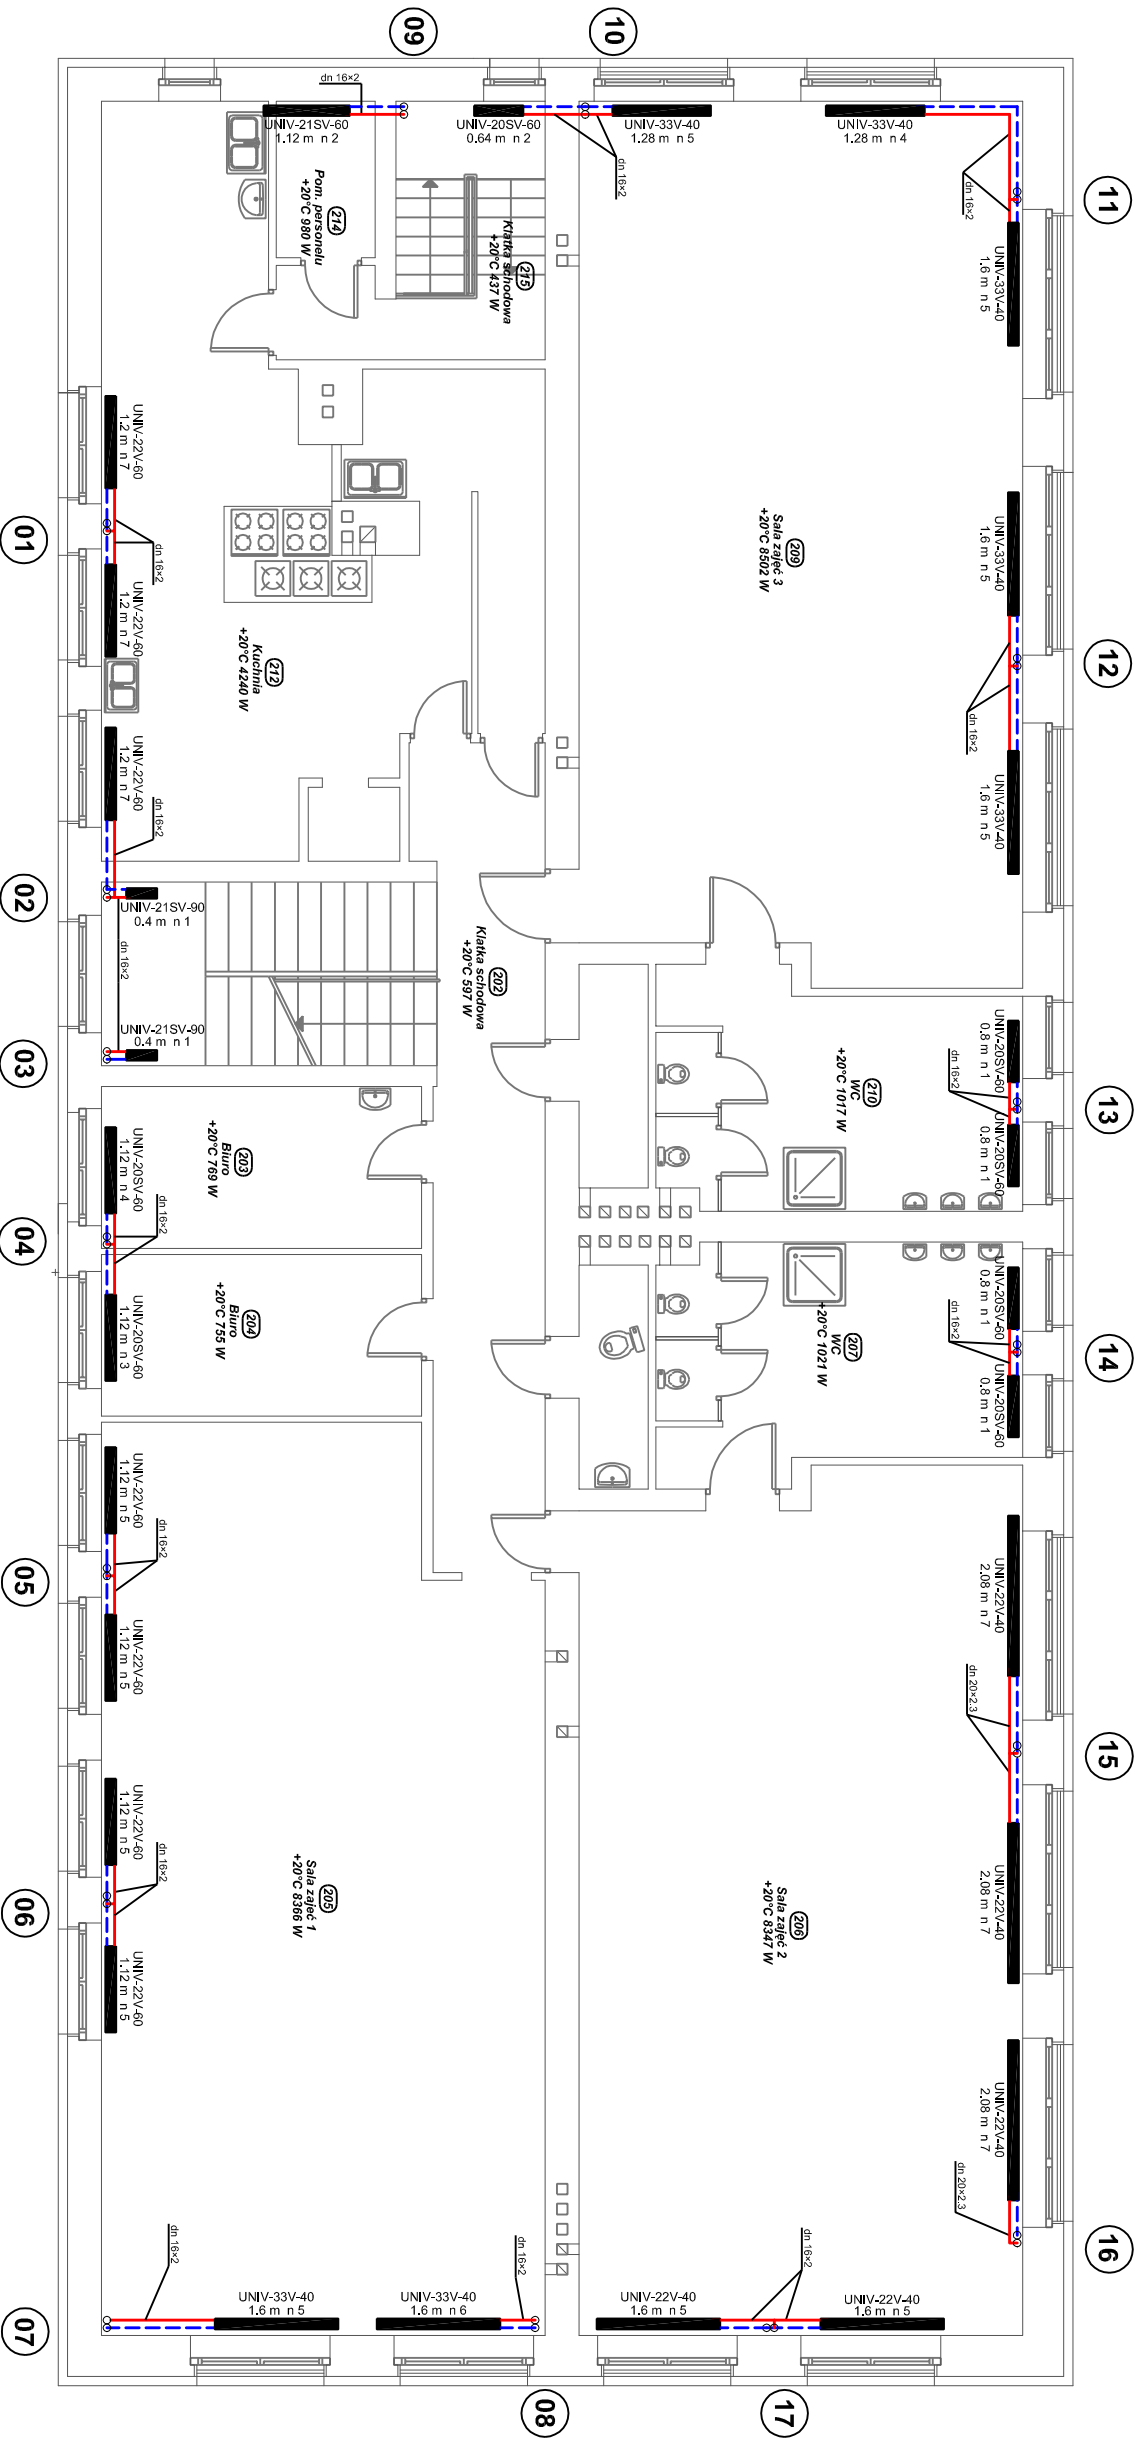 09
10
dn 16×2
UNIV-21SV-60
1.12 m n 2
UNIV-20SV-60
0.64 m n 2
UNIV-33V-40
1.28 m n 5
dn 16×2
UNIV-33V-40
1.28 m n 4
dn 16×2
11
UNIV-33V-40
1.6 m n 5
214
Pom. personelu
+20°C 980 W
215
Klatka schodowa
+20°C 437 W
UNIV-22V-60
1.2 m n 7
01
dn 16×2
UNIV-22V-60
1.2 m n 7
212
Kuchnia
+20°C 4240 W
209
Sala zajęć 3
+20°C 8502 W
UNIV-33V-40
1.6 m n 5
12
dn 16×2
UNIV-33V-40
1.6 m n 5
UNIV-22V-60
1.2 m n 7
dn 16×2
02
UNIV-21SV-90
0.4 m n 1
dn 16×2
UNIV-21SV-90
0.4 m n 1
03
202
Klatka schodowa
+20°C 597 W
210
WC
+20°C 1017 W
UNIV-20SV-60
0.8 m n 1
dn 16×2
13
UNIV-20SV-60
0.8 m n 1
203
Biuro
+20°C 769 W
UNIV-20SV-60
1.12 m n 4
dn 16×2
04
UNIV-20SV-60
1.12 m n 3
204
Biuro
+20°C 755 W
207
WC
+20°C 1021 W
UNIV-20SV-60
0.8 m n 1
dn 16×2
14
UNIV-20SV-60
0.8 m n 1
UNIV-22V-60
1.12 m n 5
dn 16×2
05
UNIV-22V-60
1.12 m n 5
UNIV-22V-40
2.08 m n 7
dn 20×2.3
15
UNIV-22V-40
2.08 m n 7
UNIV-22V-60
1.12 m n 5
dn 16×2
06
UNIV-22V-60
1.12 m n 5
205
Sala zajęć 1
+20°C 8366 W
206
Sala zajęć 2
+20°C 8347 W
UNIV-22V-40
2.08 m n 7
dn 20×2.3
16
dn 16×2
UNIV-33V-40
1.6 m n 5
UNIV-33V-40
1.6 m n 6
dn 16×2
UNIV-22V-40
1.6 m n 5
dn 16×2
UNIV-22V-40
1.6 m n 5
07
08
17